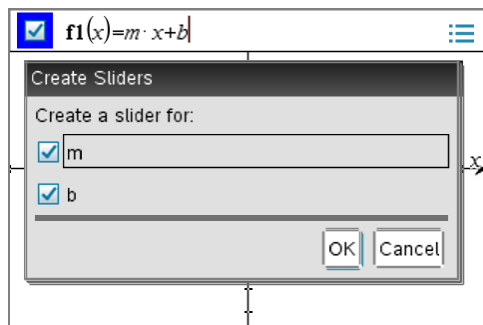 f1(x)=m·x+b
Create Sliders
Create a slider for:
m
x
b
OK Cancel